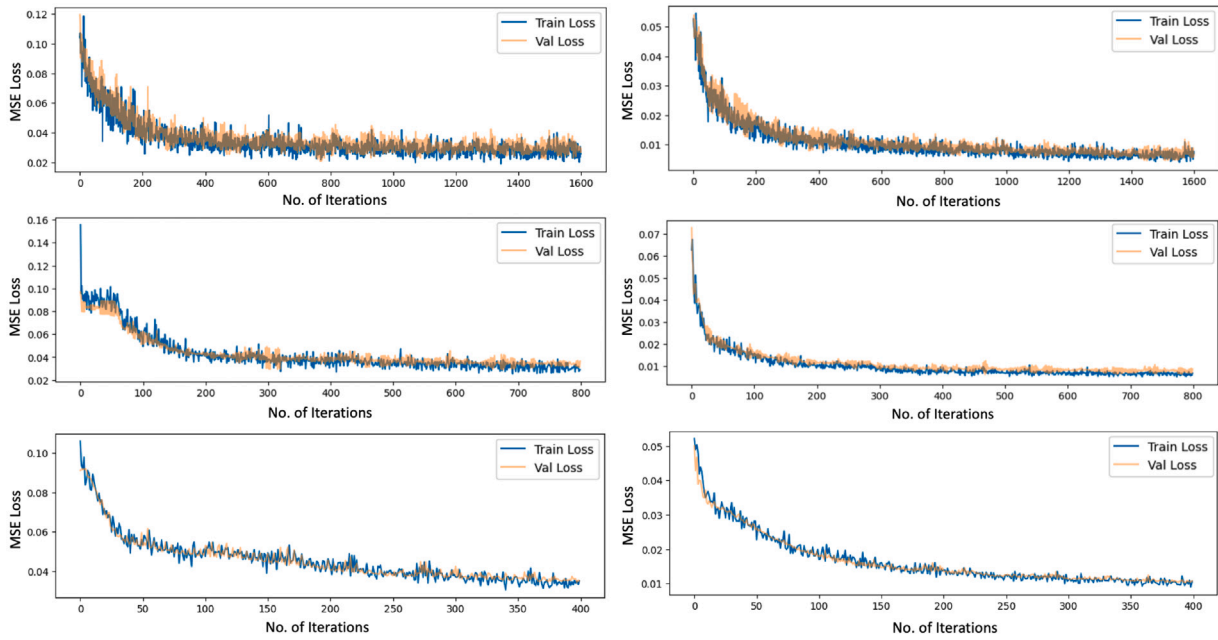 0.12
0.10
0.08
0.06
0.04
0.02
MSE Loss
Train Loss
Val Loss
0 200 400 600 800 1000 1200 1400 1600
No. of Iterations
0.05
0.04
0.03
0.02
0.01
MSE Loss
Train Loss
Val Loss
0 200 400 600 800 1000 1200 1400 1600
No. of Iterations
0.16
0.14
0.12
0.10
0.08
0.06
0.04
0.02
MSE Loss
Train Loss
Val Loss
0 100 200 300 400 500 600 700 800
No. of Iterations
0.07
0.06
0.05
0.04
0.03
0.02
0.01
MSE Loss
Train Loss
Val Loss
0 100 200 300 400 500 600 700 800
No. of Iterations
0.10
0.08
0.06
0.04
MSE Loss
Train Loss
Val Loss
0 50 100 150 200 250 300 350 400
No. of Iterations
0.05
0.04
0.03
0.02
0.01
MSE Loss
Train Loss
Val Loss
0 50 100 150 200 250 300 350 400
No. of Iterations